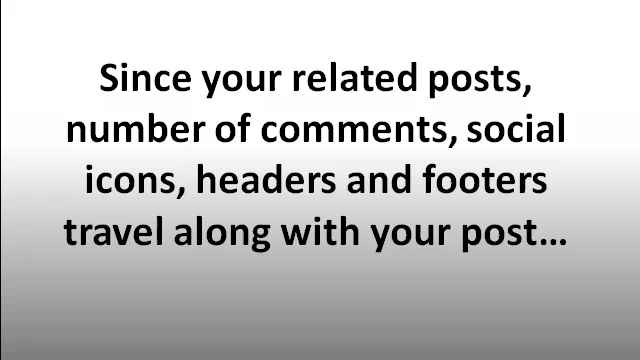 Since your related posts,
number of comments, social
icons, headers and footers
travel along with your post…